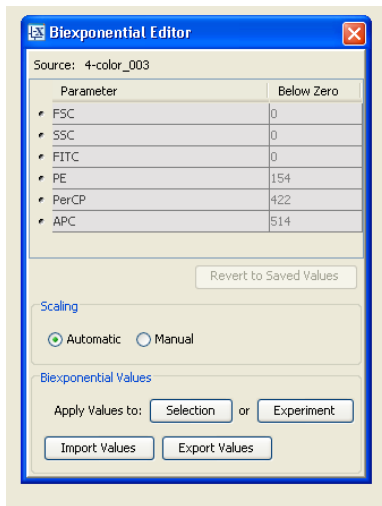 Biexponential Editor
Source: 4-color_003
Parameter Below Zero
FSC 0
SSC 0
FITC 0
PE 154
PerCP 422
APC 514
Revert to Saved Values
Scaling
Automatic Manual
Biexponential Values
Apply Values to: Selection or Experiment
Import Values Export Values